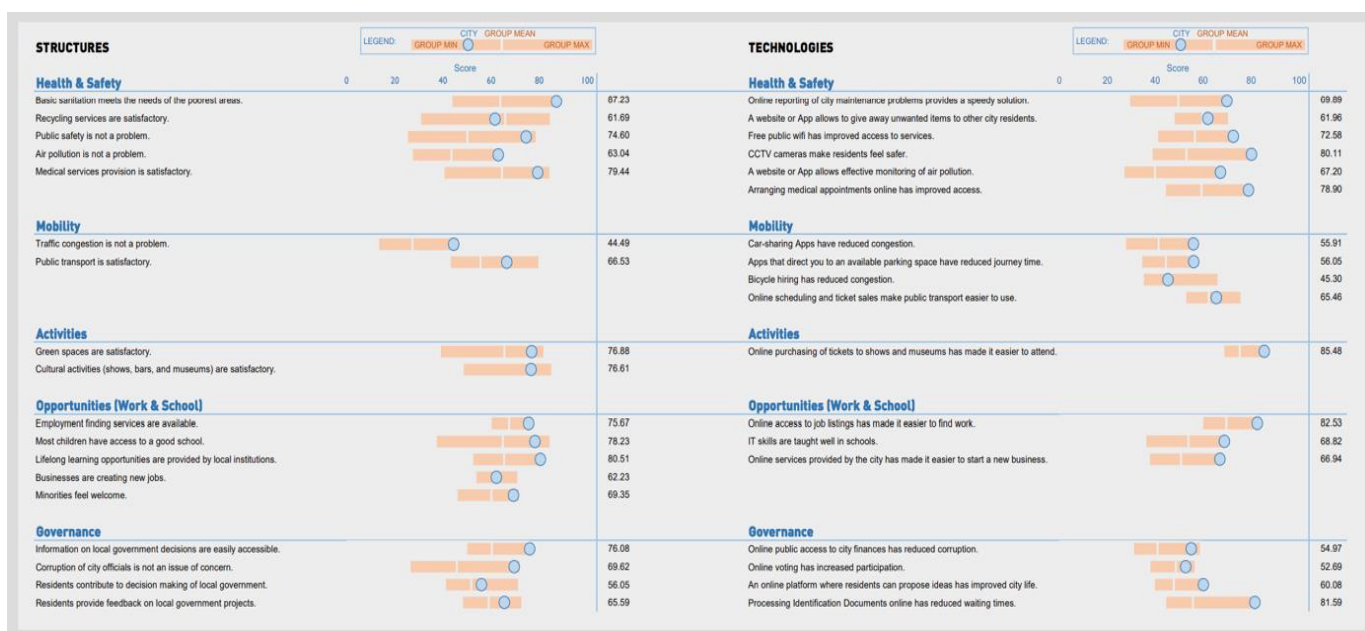 STRUCTURES
LEGEND:
CITY GROUP MEAN
GROUP MIN GROUP MAX
Score
Health & Safety 0 20 40 60 80 100
Basic sanitation meets the needs of the poorest areas. 87.23
Recycling services are satisfactory. 61.69
Public safety is not a problem. 74.60
Air pollution is not a problem. 63.04
Medical services provision is satisfactory. 79.44
Mobility
Traffic congestion is not a problem. 44.49
Public transport is satisfactory. 66.53
Activities
Green spaces are satisfactory. 76.88
Cultural activities (shows, bars, and museums) are satisfactory. 76.61
Opportunities (Work & School)
Employment finding services are available. 75.67
Most children have access to a good school. 78.23
Lifelong learning opportunities are provided by local institutions. 80.51
Businesses are creating new jobs. 62.23
Minorities feel welcome. 69.35
Governance
Information on local government decisions are easily accessible. 76.08
Corruption of city officials is not an issue of concern. 69.62
Residents contribute to decision making of local government. 56.05
Residents provide feedback on local government projects. 65.59
TECHNOLOGIES
LEGEND:
CITY GROUP MEAN
GROUP MIN GROUP MAX
Score
Health & Safety 0 20 40 60 80 100
Online reporting of city maintenance problems provides a speedy solution. 69.89
A website or App allows to give away unwanted items to other city residents. 61.96
Free public wifi has improved access to services. 72.58
CCTV cameras make residents feel safer. 80.11
A website or App allows effective monitoring of air pollution. 67.20
Arranging medical appointments online has improved access. 78.90
Mobility
Car-sharing Apps have reduced congestion. 55.91
Apps that direct you to an available parking space have reduced journey time. 56.05
Bicycle hiring has reduced congestion. 45.30
Online scheduling and ticket sales make public transport easier to use. 65.46
Activities
Online purchasing of tickets to shows and museums has made it easier to attend. 85.48
Opportunities (Work & School)
Online access to job listings has made it easier to find work. 82.53
IT skills are taught well in schools. 68.82
Online services provided by the city has made it easier to start a new business. 66.94
Governance
Online public access to city finances has reduced corruption. 54.97
Online voting has increased participation. 52.69
An online platform where residents can propose ideas has improved city life. 60.08
Processing Identification Documents online has reduced waiting times. 81.59